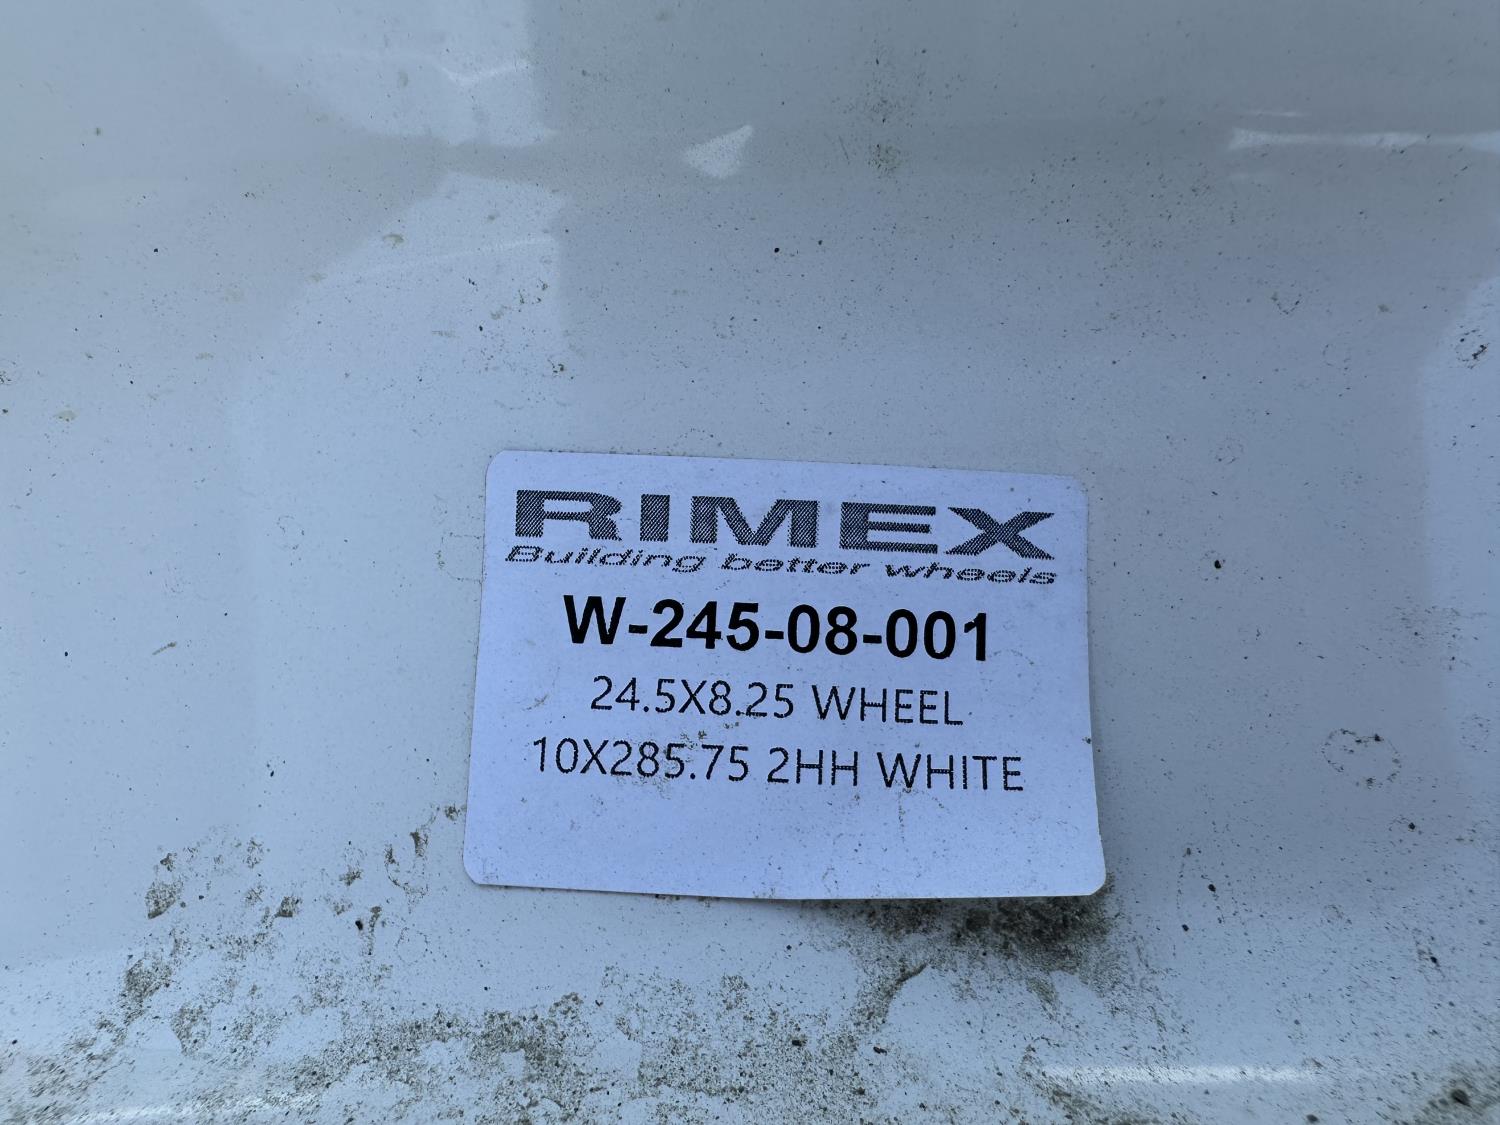 RIMEX
Building better wheels
W-245-08-001
24.5X8.25 WHEEL
10X285.75 2HH WHITE